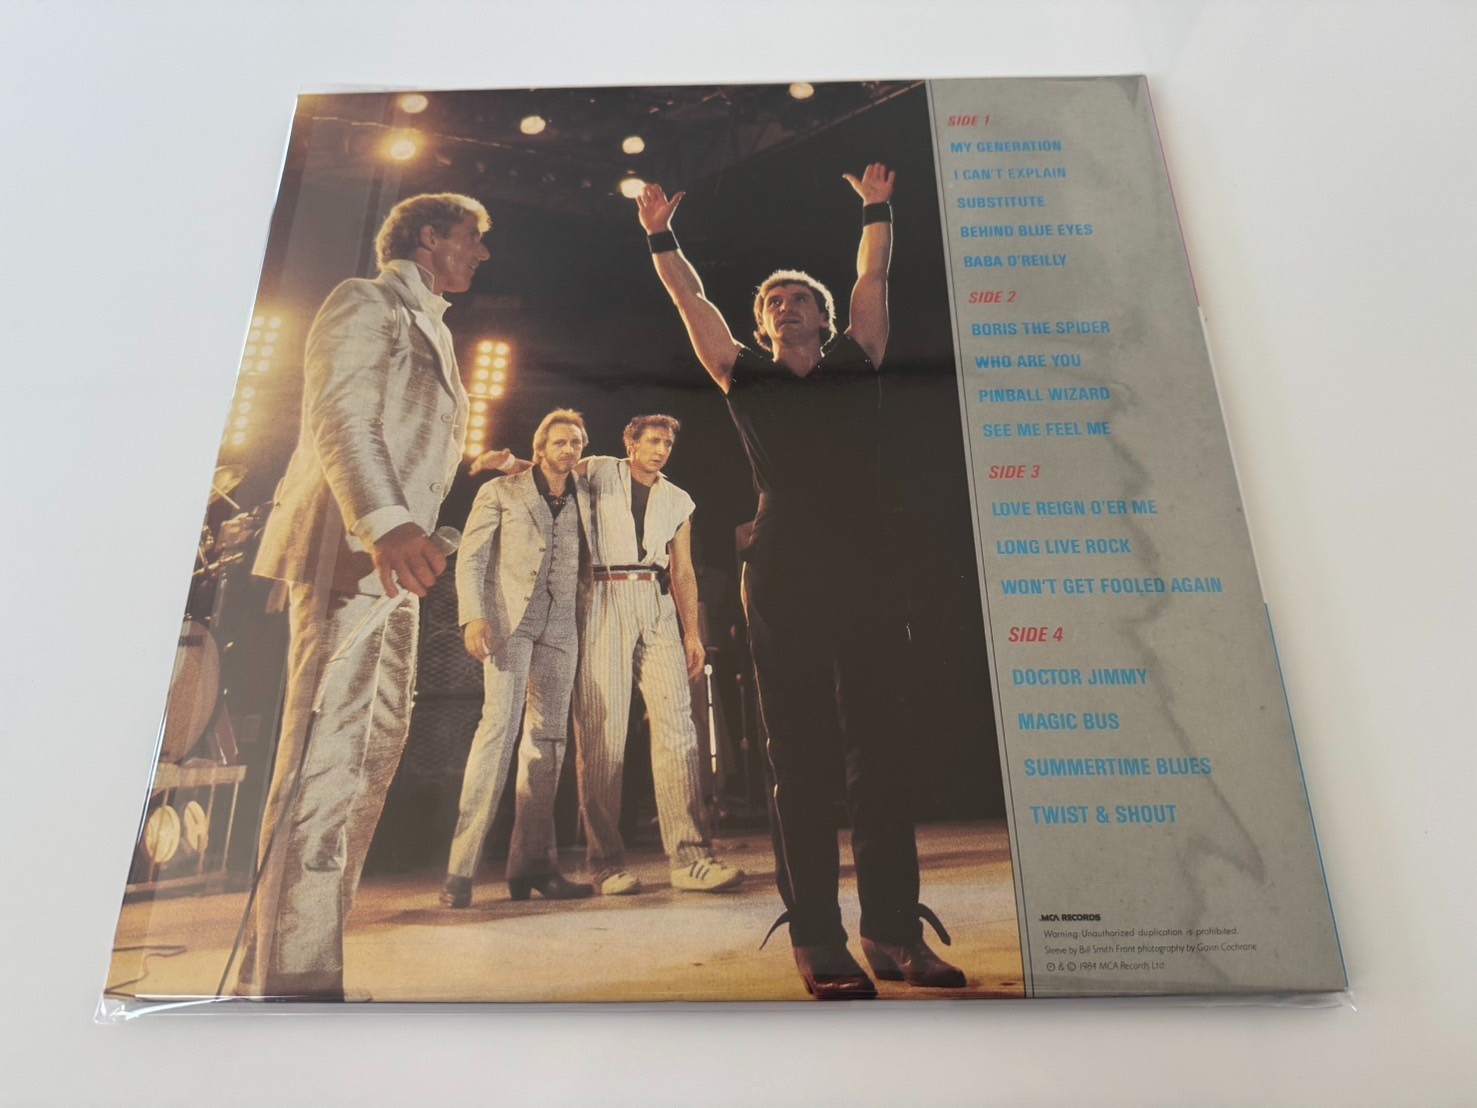 SIDE 1
MY GENERATION
I CAN'T EXPLAIN
SUBSTITUTE
BEHIND BLUE EYES
BABA O'REILLY
SIDE 2
BORIS THE SPIDER
WHO ARE YOU
PINBALL WIZARD
SEE ME FEEL ME
SIDE 3
LOVE REIGN O'ER ME
LONG LIVE ROCK
WON'T GET FOOLED AGAIN
SIDE 4
DOCTOR JIMMY
MAGIC BUS
SUMMERTIME BLUES
TWIST & SHOUT
MCA RECORDS
Warning: Unauthorized duplication is prohibited.
Sleeve by Bill Smith Front photography by Gavin Cochrane
℗ & © 1984 MCA Records Ltd